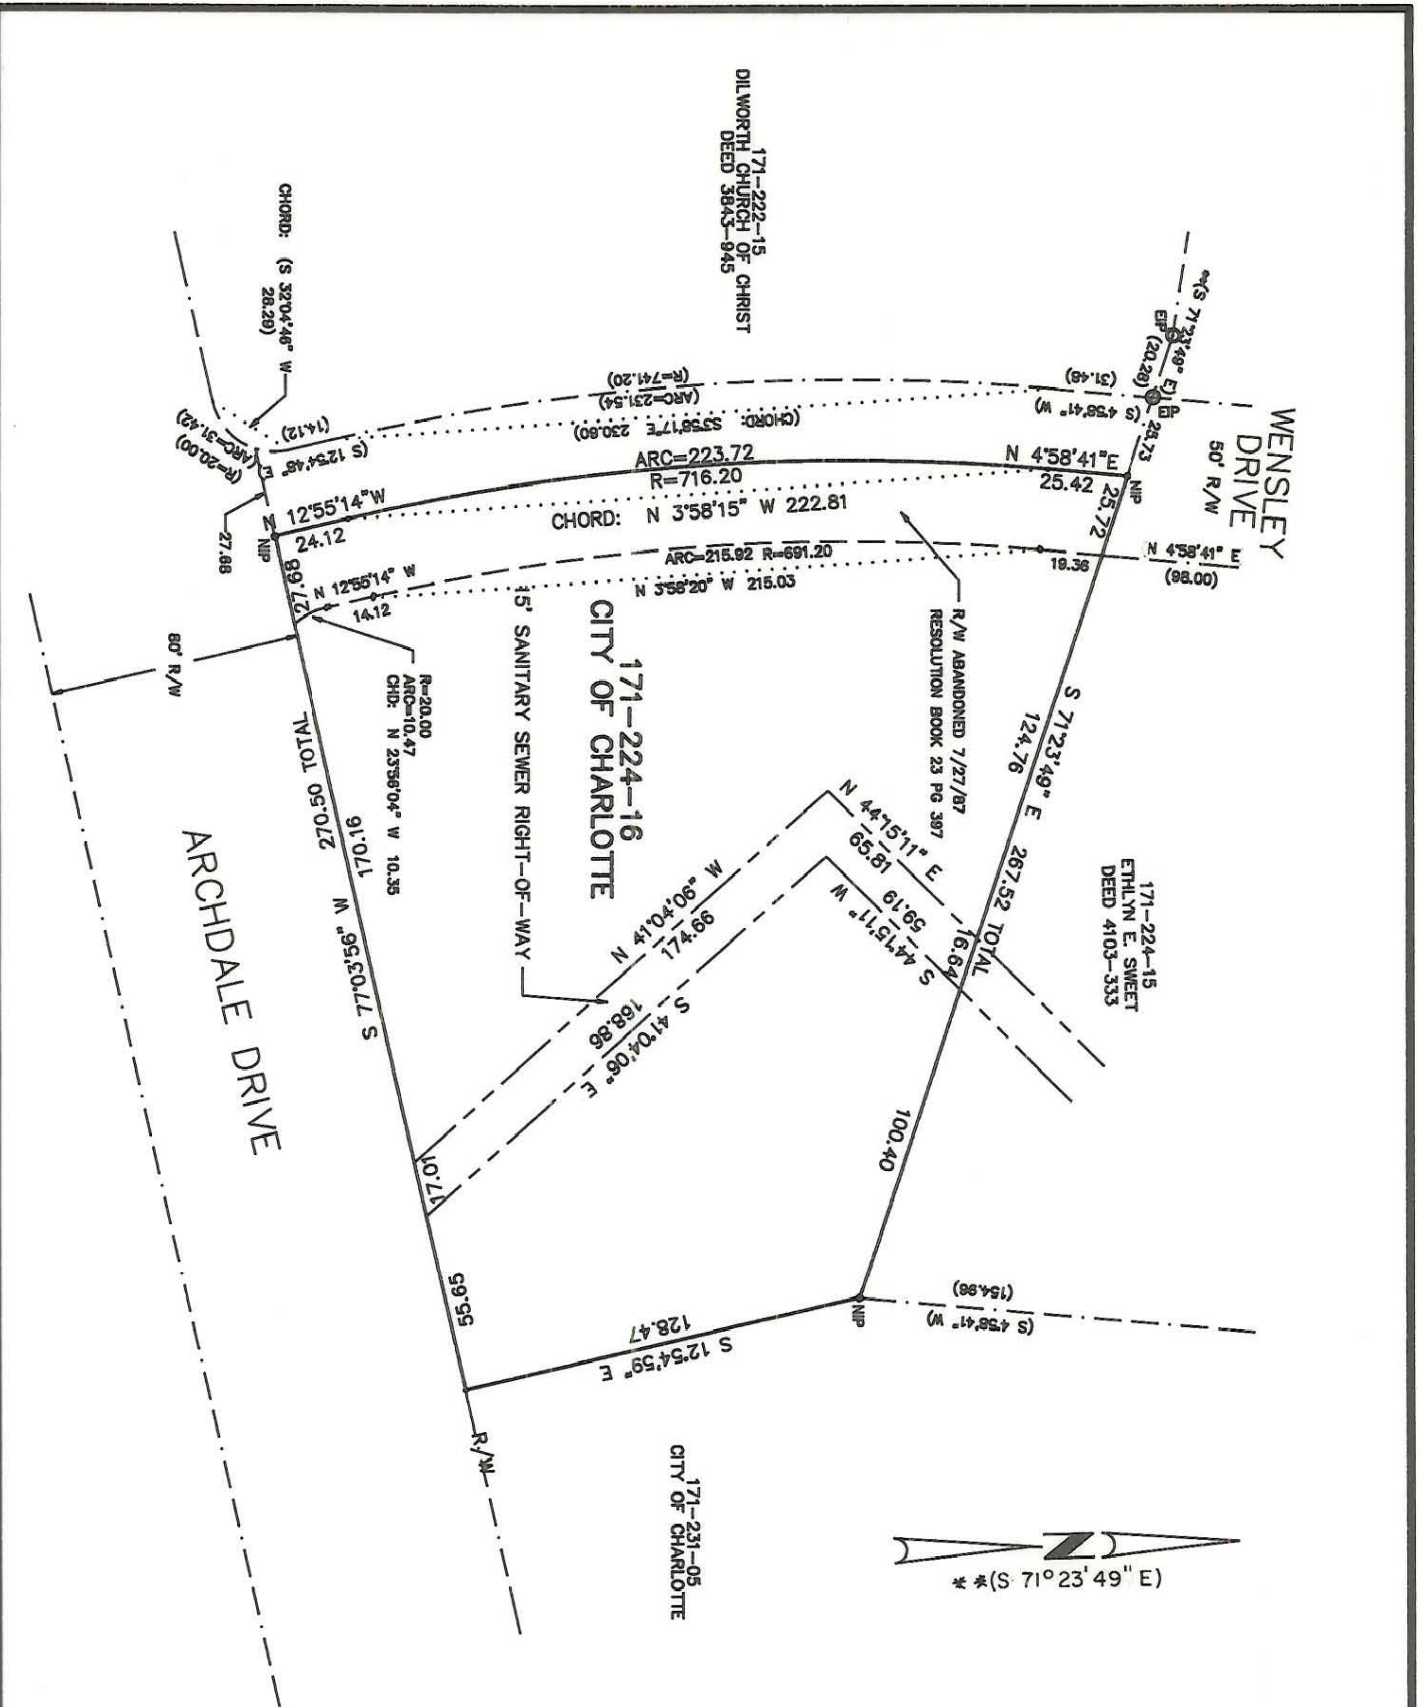 WENSLEY
DRIVE
50' R/W
**(S 71°23'49" E)
EIP
(20.28)
EIP
25.73
NIP
25.72
N 4°58'41" E
(98.00)
19.36
(31.48)
(S 4°58'41" W)
N 4°58'41"E
25.42
171-222-15
DILWORTH CHURCH OF CHRIST
DEED 3843-945
(R=741.20)
(ARC=231.54)
(CHORD: S3°58'17"E 230.60)
ARC=223.72
R=716.20
CHORD: N 3°58'15" W 222.81
ARC=215.92 R=691.20
N 3°58'20" W 215.03
CHORD: (S 32°04'46" W
28.29)
(14.12)
(S 12°54'48" E
(ARC=31.42)
(R=20.00)
27.68
N 12°55'14"W
24.12
NIP
27.68
N 12°55'14" W
14.12
R=20.00
ARC=10.47
CHD: N 23°56'04" W 10.35
80' R/W
R/W ABANDONED 7/27/87
RESOLUTION BOOK 23 PG 397
171-224-16
CITY OF CHARLOTTE
15' SANITARY SEWER RIGHT-OF-WAY
S 71°23'49" E 267.52 TOTAL
124.76
16.64
100.40
171-224-15
ETHLYN E. SWEET
DEED 4103-333
N 44°15'11" E
65.81
59.19
S 44°15'11" W
N 41°04'06" W
174.66
168.86
S 41°04'06" E
270.50 TOTAL
170.16
S 77°03'56" W
17.01
55.65
ARCHDALE DRIVE
R/W
128.47
S 12°54'59" E
NIP
(154.96)
(S 4°58'41" W)
171-231-05
CITY OF CHARLOTTE
N
**(S 71°23'49" E)